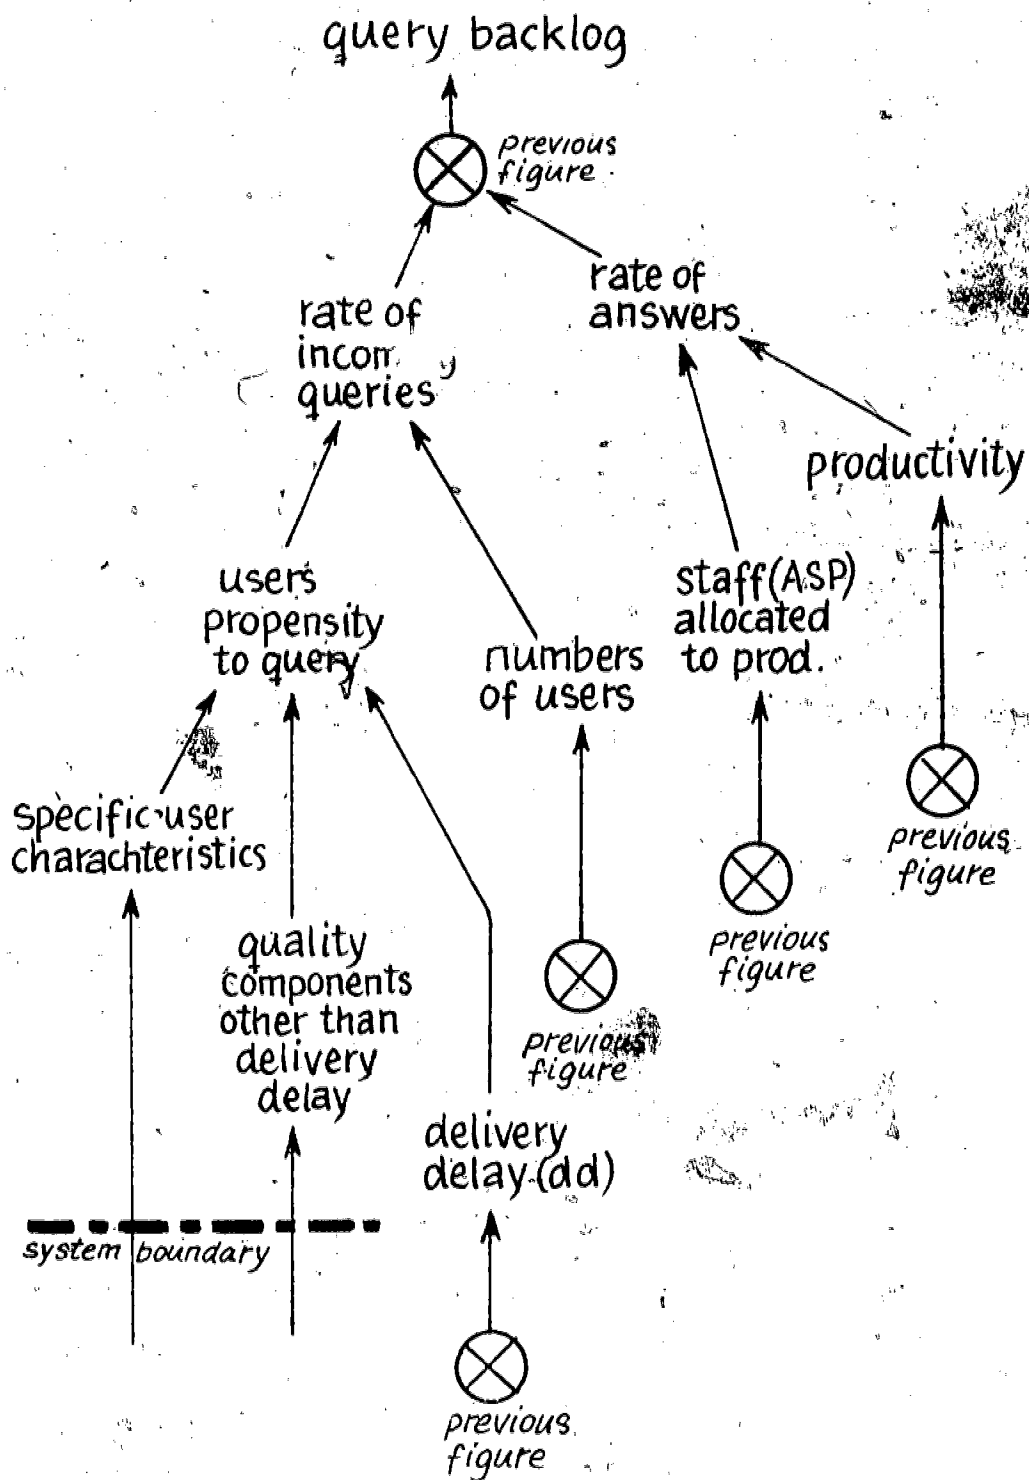 query backlog
previous
figure
rate of
answers
rate of
queries
productivity
users
propensity
to query
staff (ASP)
allocated
to prod.
numbers
of users
specific-user
charachteristics
previous
figure
previous
figure
quality
components
other than
delivery
delay
previous
figure
delivery
delay (dd)
system boundary
previous
figure